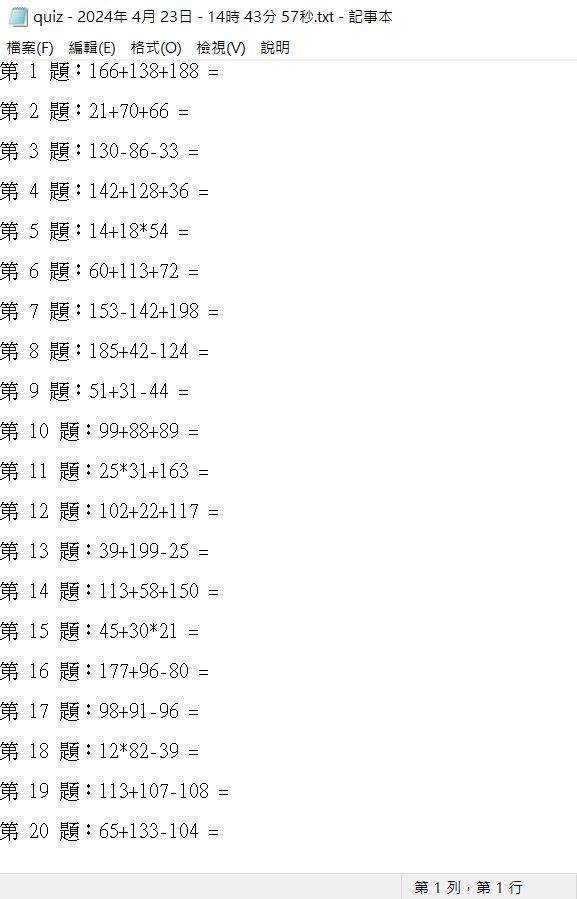 quiz - 2024年 4月 23日 - 14時 43分 57秒.txt - 記事本
檔案(F) 編輯(E) 格式(O) 檢視(V) 說明
第 1 題：166+138+188 =
第 2 題：21+70+66 =
第 3 題：130-86-33 =
第 4 題：142+128+36 =
第 5 題：14+18*54 =
第 6 題：60+113+72 =
第 7 題：153-142+198 =
第 8 題：185+42-124 =
第 9 題：51+31-44 =
第 10 題：99+88+89 =
第 11 題：25*31+163 =
第 12 題：102+22+117 =
第 13 題：39+199-25 =
第 14 題：113+58+150 =
第 15 題：45+30*21 =
第 16 題：177+96-80 =
第 17 題：98+91-96 =
第 18 題：12*82-39 =
第 19 題：113+107-108 =
第 20 題：65+133-104 =
第 1 列，第 1 行